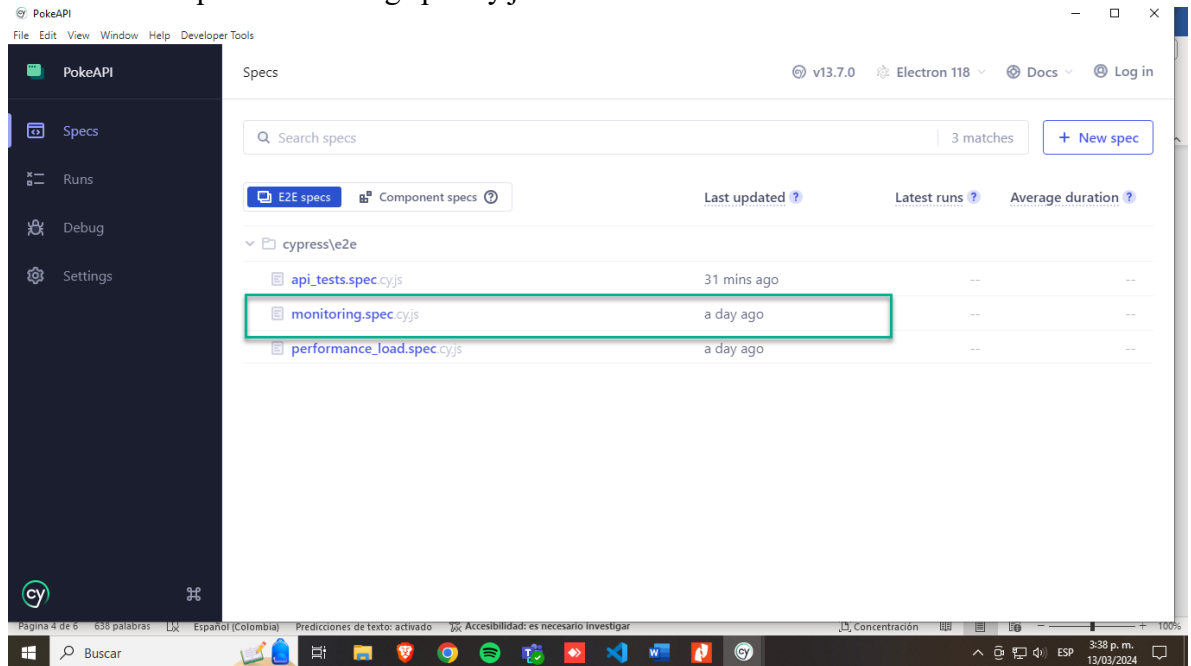 PokeAPI
File Edit View Window Help Developer Tools
PokeAPI
Specs
v13.7.0
Electron 118
Docs
Log in
Specs
Runs
Debug
Settings
Search specs
3 matches
+ New spec
E2E specs
Component specs
Last updated ?
Latest runs ?
Average duration ?
cypress\e2e
api_tests.spec.cy.js 31 mins ago -- --
monitoring.spec.cy.js a day ago -- --
performance_load.spec.cy.js a day ago -- --
cy
Página 4 de 6 638 palabras Español (Colombia) Predicciones de texto: activado Accesibilidad: es necesario investigar Concentración 100%
Buscar
ESP
3:38 p. m.
13/03/2024